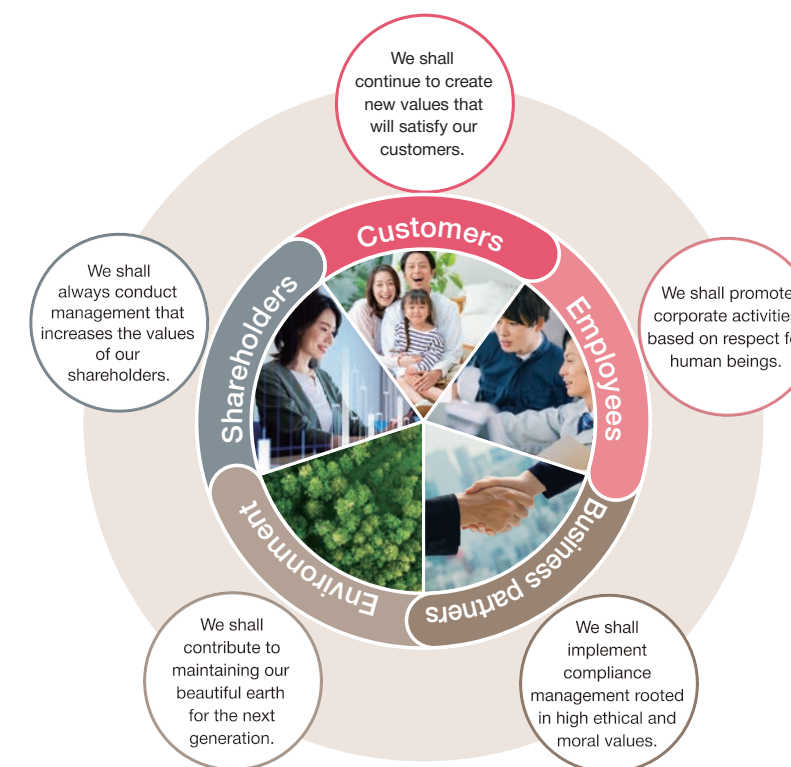 We shall
continue to create
new values that
will satisfy our
customers.
Customers
We shall promote
corporate activities
based on respect fo
human beings.
Employees
We shall
implement
compliance
management rooted
in high ethical and
moral values.
Business partners
We shall
contribute to
maintaining our
beautiful earth
for the next
generation.
Environment
We shall
always conduct
management that
increases the values
of our
shareholders.
Shareholders